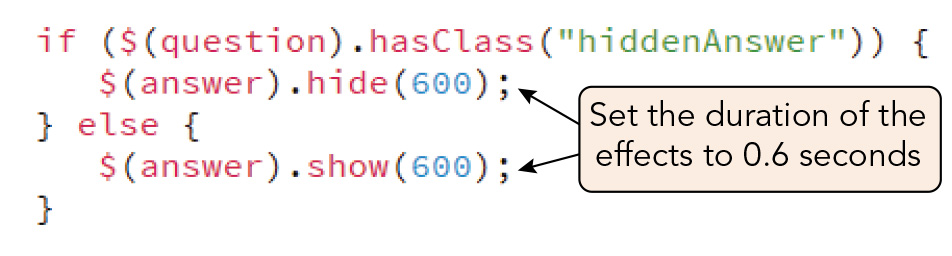 if ($(question).hasClass("hiddenAnswer")) {
   $(answer).hide(600);
} else {
   $(answer).show(600);
}
Set the duration of the
effects to 0.6 seconds